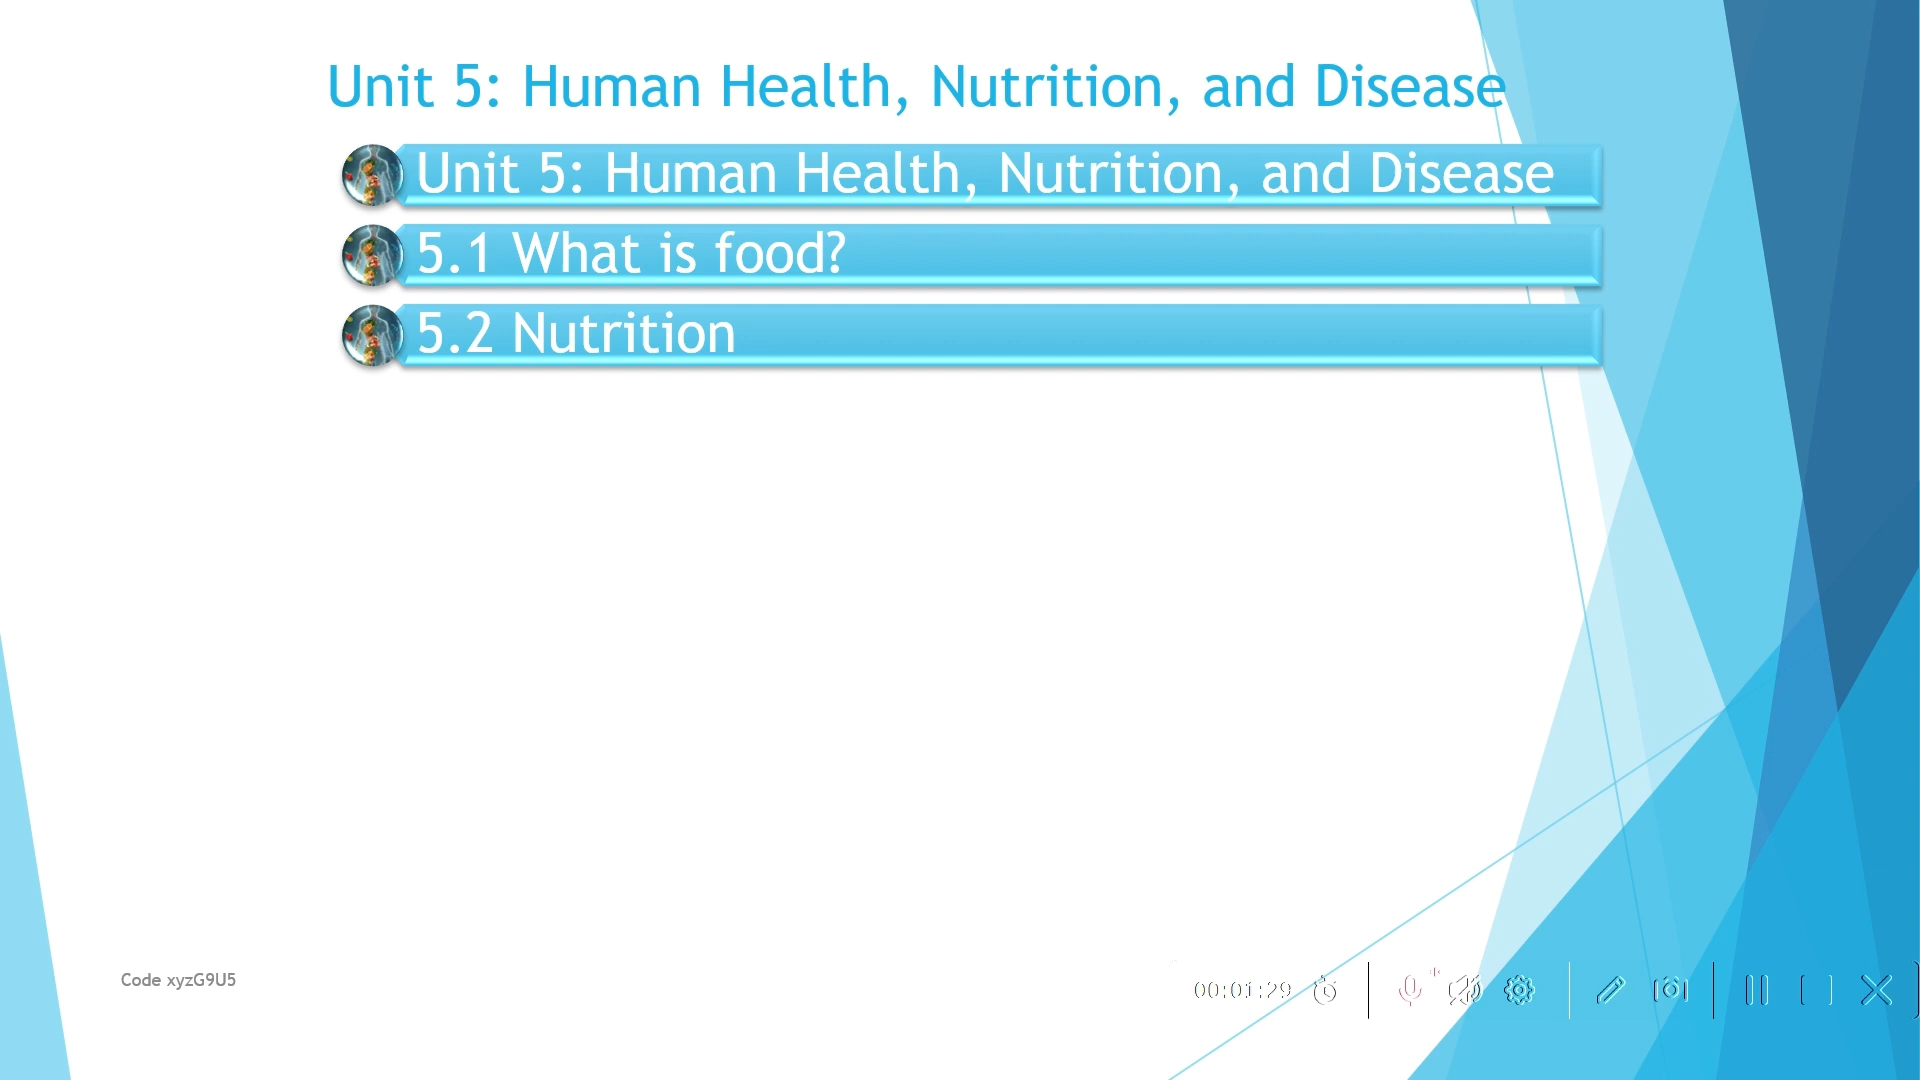 Unit 5: Human Health, Nutrition, and Disease
Unit 5: Human Health, Nutrition, and Disease
5.1 What is food?
5.2 Nutrition
Code xyzG9U5
00:01:29